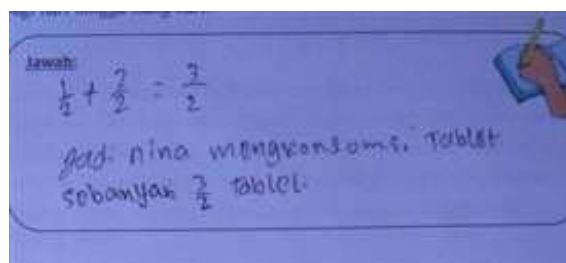 Jawab:
1/2 + 2/2 = 3/2
Jadi nina mengkonsomsi Tablet
sebanyak 3/2 tablet.